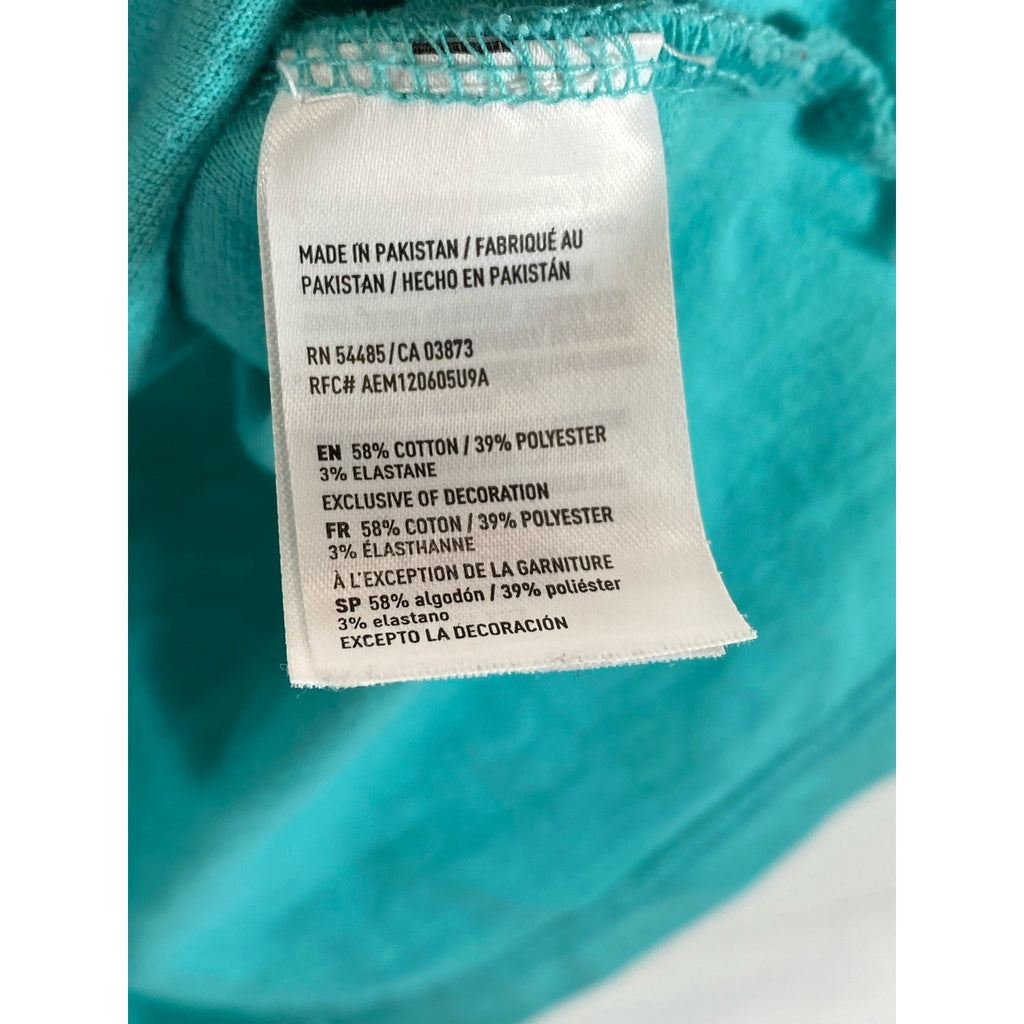 MADE IN PAKISTAN / FABRIQUÉ AU
PAKISTAN / HECHO EN PAKISTÁN
RN 54485/CA 03873
RFC# AEM120605U9A
EN 58% COTTON / 39% POLYESTER
3% ELASTANE
EXCLUSIVE OF DECORATION
FR 58% COTON / 39% POLYESTER
3% ÉLASTHANNE
À L'EXCEPTION DE LA GARNITURE
SP 58% algodón / 39% poliéster
3% elastano
EXCEPTO LA DECORACIÓN